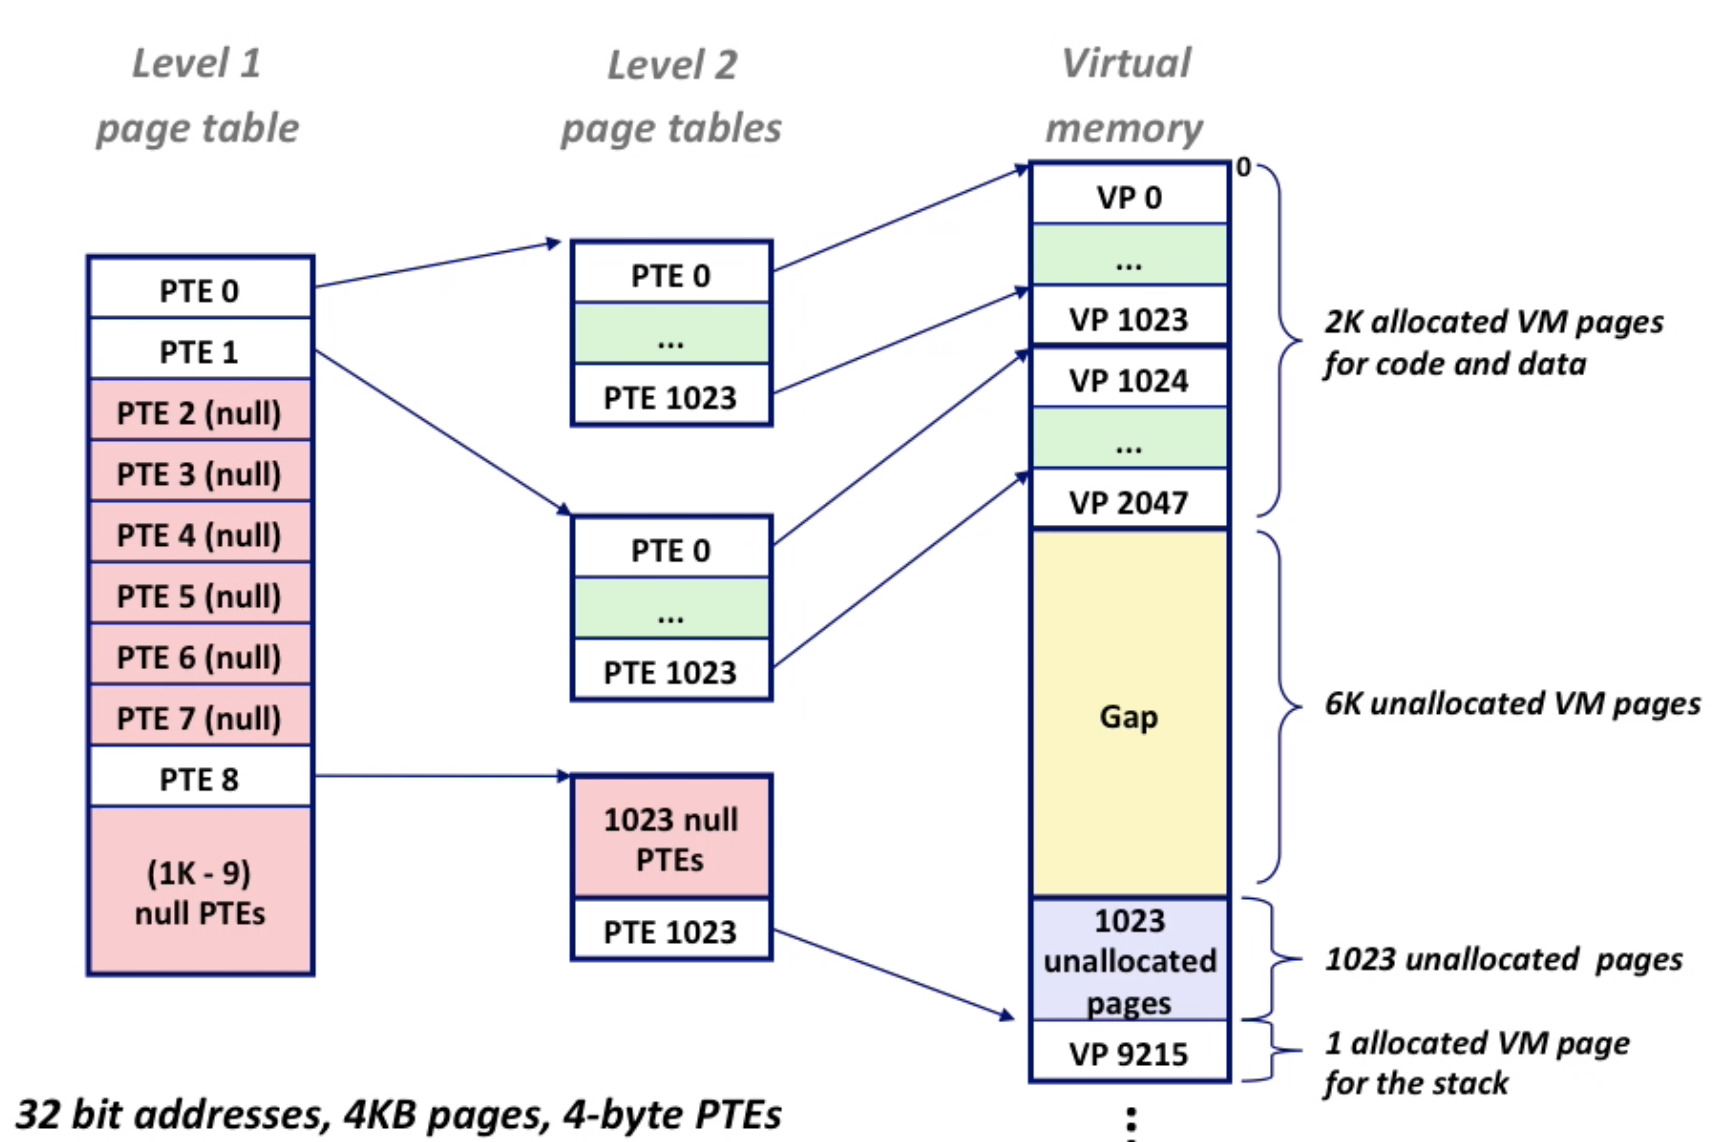 Level 1
page table
Level 2
page tables
Virtual
memory
PTE 0
PTE 1
PTE 2 (null)
PTE 3 (null)
PTE 4 (null)
PTE 5 (null)
PTE 6 (null)
PTE 7 (null)
PTE 8
(1K - 9)
null PTEs
PTE 0
...
PTE 1023
PTE 0
...
PTE 1023
1023 null
PTEs
PTE 1023
0
VP 0
...
VP 1023
VP 1024
...
VP 2047
Gap
1023
unallocated
pages
VP 9215
2K allocated VM pages
for code and data
6K unallocated VM pages
1023 unallocated pages
1 allocated VM page
for the stack
32 bit addresses, 4KB pages, 4-byte PTEs